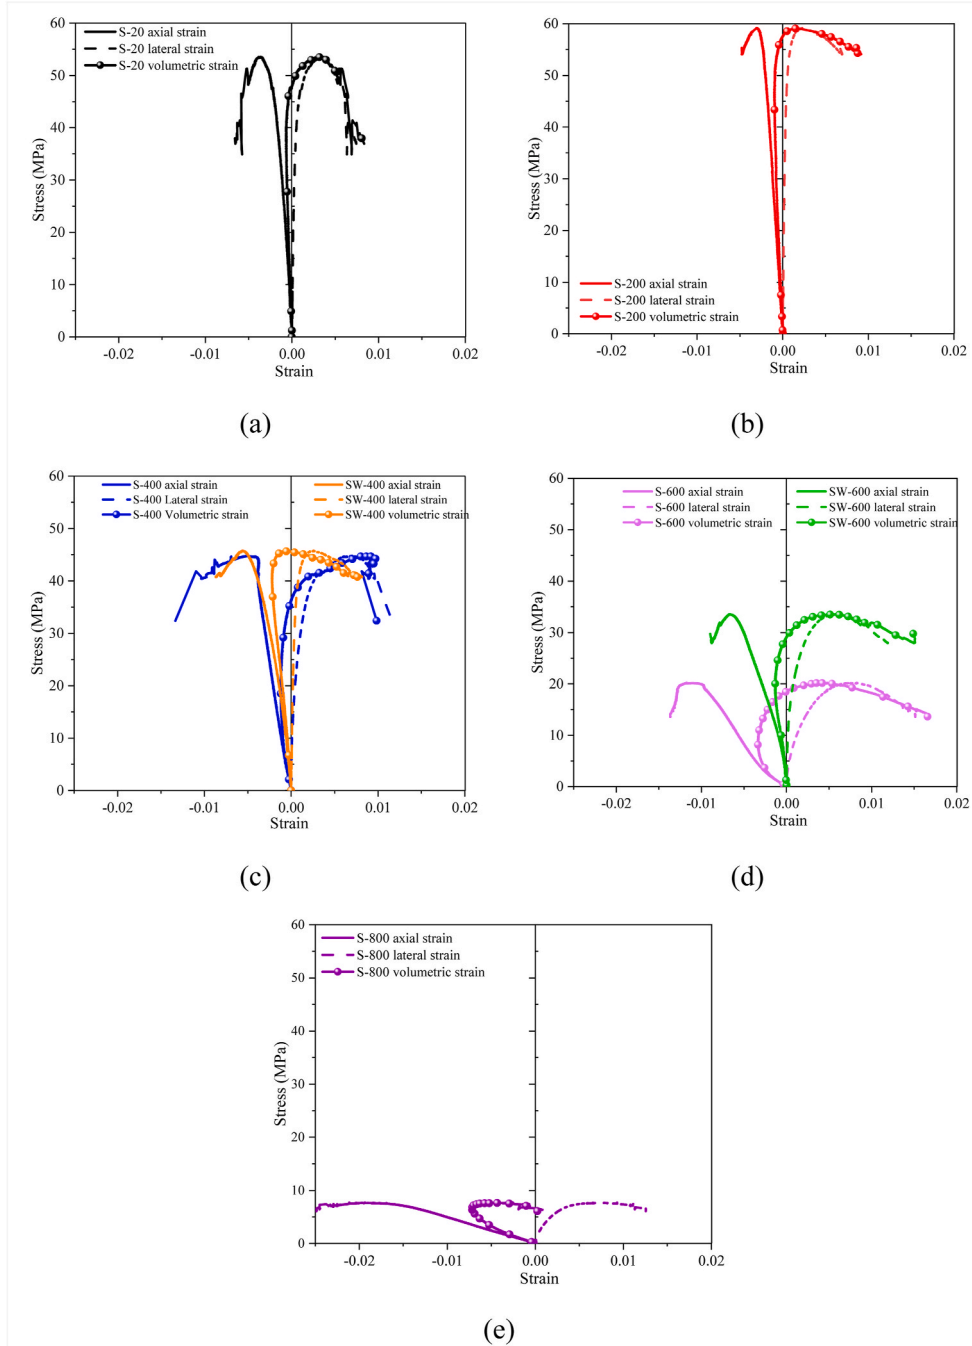 60
50
40
30
20
10
0
Stress (MPa)
S-20 axial strain
S-20 lateral strain
S-20 volumetric strain
-0.02 -0.01 0.00 0.01 0.02
Strain
(a)
60
50
40
30
20
10
0
Stress (MPa)
S-200 axial strain
S-200 lateral strain
S-200 volumetric strain
-0.02 -0.01 0.00 0.01 0.02
Strain
(b)
60
50
40
30
20
10
0
Stress (MPa)
S-400 axial strain
S-400 Lateral strain
S-400 Volumetric strain
SW-400 axial strain
SW-400 lateral strain
SW-400 volumetric strain
-0.02 -0.01 0.00 0.01 0.02
Strain
(c)
60
50
40
30
20
10
0
Stress (MPa)
S-600 axial strain
S-600 lateral strain
S-600 volumetric strain
SW-600 axial strain
SW-600 lateral strain
SW-600 volumetric strain
-0.02 -0.01 0.00 0.01 0.02
Strain
(d)
60
50
40
30
20
10
0
Stress (MPa)
S-800 axial strain
S-800 lateral strain
S-800 volumetric strain
-0.02 -0.01 0.00 0.01 0.02
Strain
(e)